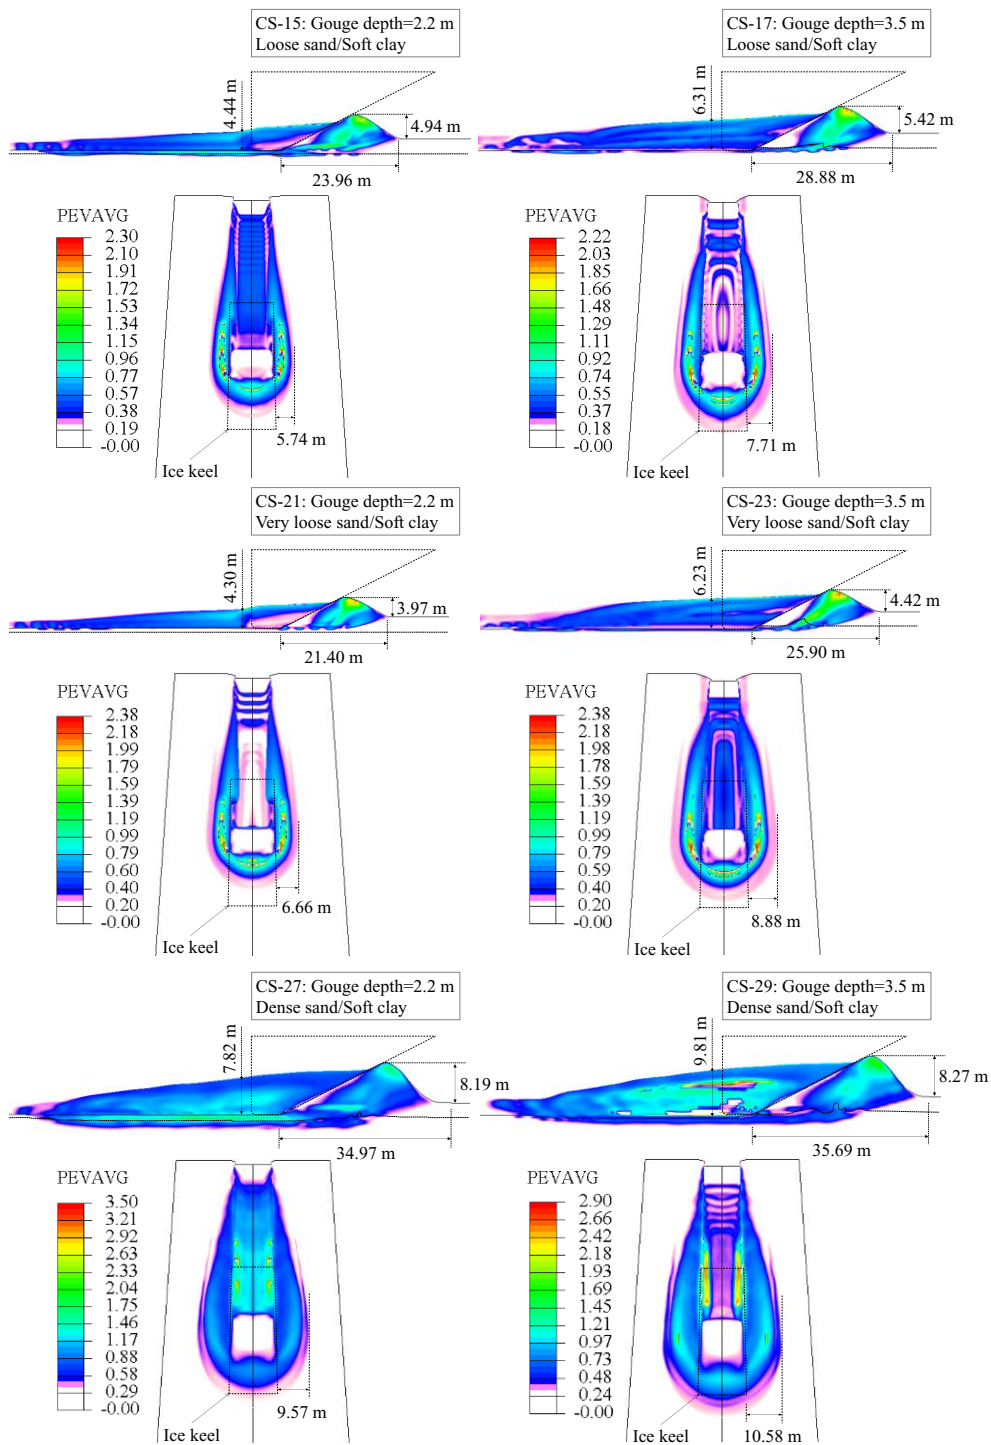 CS-15: Gouge depth=2.2 m
Loose sand/Soft clay
4.44 m
4.94 m
23.96 m
PEVAVG
2.30
2.10
1.91
1.72
1.53
1.34
1.15
0.96
0.77
0.57
0.38
0.19
-0.00
Ice keel
5.74 m
CS-17: Gouge depth=3.5 m
Loose sand/Soft clay
6.31 m
5.42 m
28.88 m
PEVAVG
2.22
2.03
1.85
1.66
1.48
1.29
1.11
0.92
0.74
0.55
0.37
0.18
-0.00
Ice keel
7.71 m
CS-21: Gouge depth=2.2 m
Very loose sand/Soft clay
4.30 m
3.97 m
21.40 m
PEVAVG
2.38
2.18
1.99
1.79
1.59
1.39
1.19
0.99
0.79
0.60
0.40
0.20
-0.00
Ice keel
6.66 m
CS-23: Gouge depth=3.5 m
Very loose sand/Soft clay
6.23 m
4.42 m
25.90 m
PEVAVG
2.38
2.18
1.98
1.78
1.59
1.39
1.19
0.99
0.79
0.59
0.40
0.20
-0.00
Ice keel
8.88 m
CS-27: Gouge depth=2.2 m
Dense sand/Soft clay
7.82 m
8.19 m
34.97 m
PEVAVG
3.50
3.21
2.92
2.63
2.33
2.04
1.75
1.46
1.17
0.88
0.58
0.29
-0.00
Ice keel
9.57 m
CS-29: Gouge depth=3.5 m
Dense sand/Soft clay
9.81 m
8.27 m
35.69 m
PEVAVG
2.90
2.66
2.42
2.18
1.93
1.69
1.45
1.21
0.97
0.73
0.48
0.24
-0.00
Ice keel
10.58 m